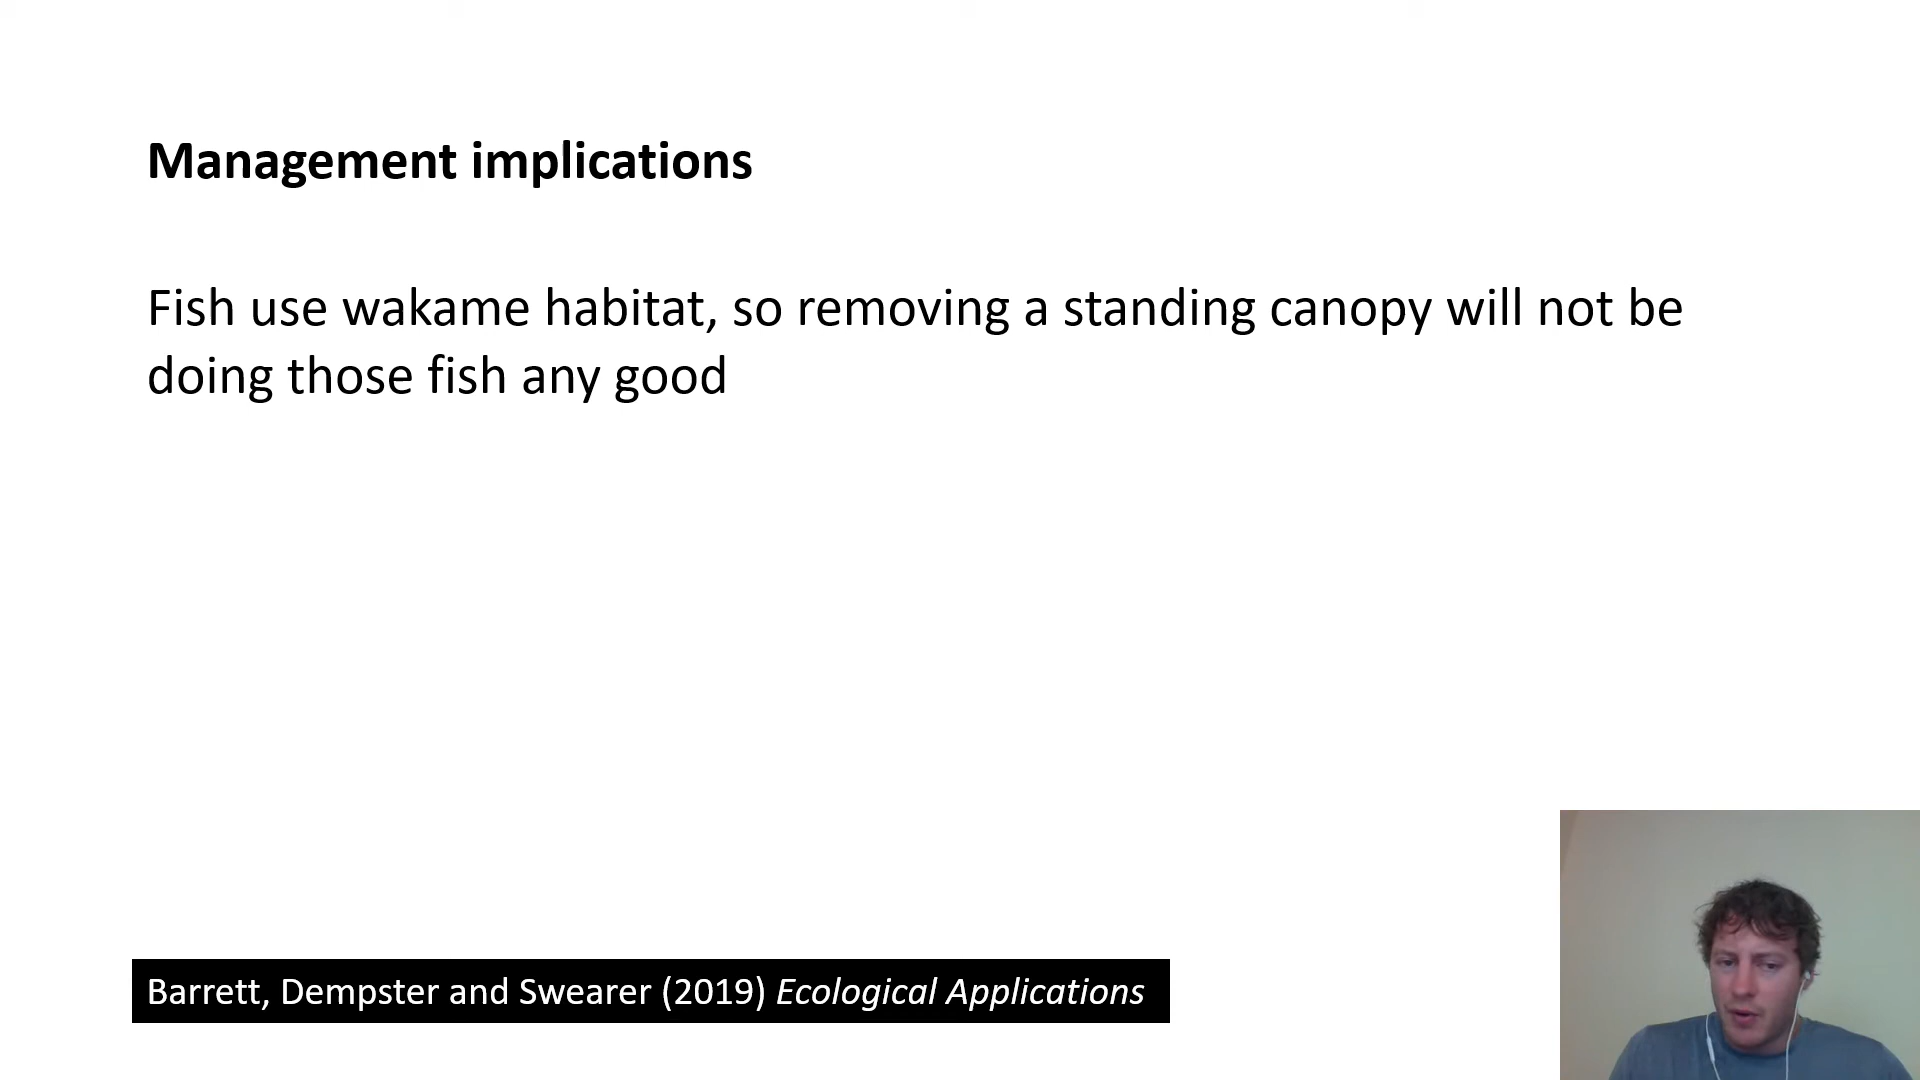 Management implications
Fish use wakame habitat, so removing a standing canopy will not be
doing those fish any good
Barrett, Dempster and Swearer (2019) Ecological Applications